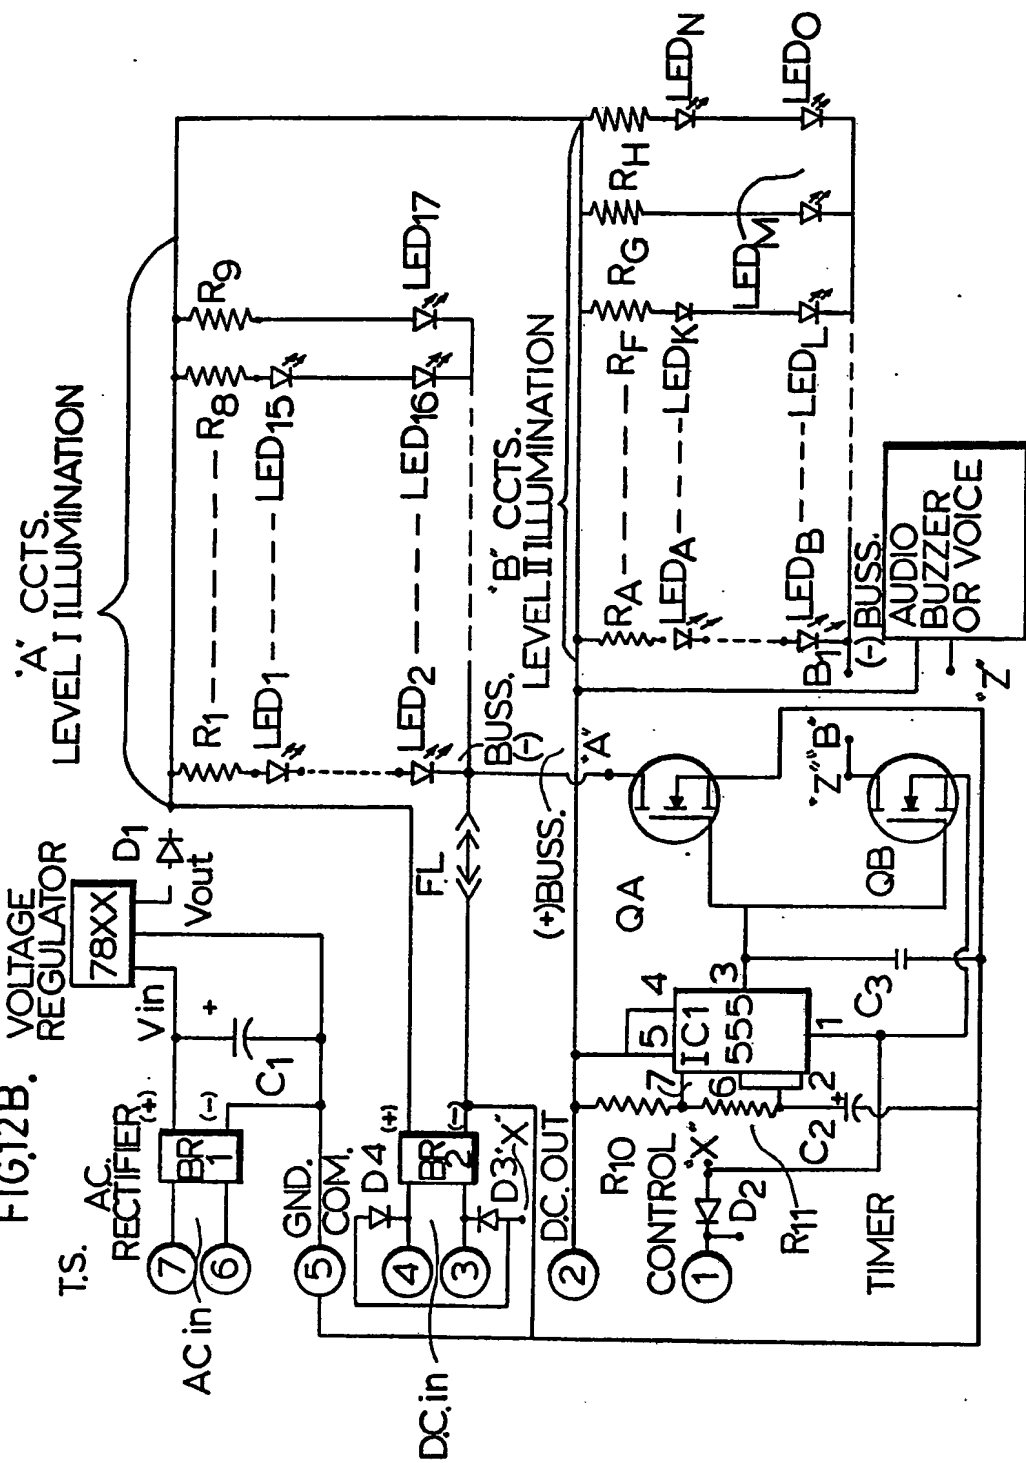 FIG.12B.
"A" CCTS.
LEVEL I ILLUMINATION
VOLTAGE
REGULATOR
78XX
D1
Vin
Vout
T.S.
A.C.
RECTIFIER
(+)
(-)
BR
1
+
C1
7
6
AC in
GND.
COM.
5
R1
R8
R9
LED1
LED15
LED2
LED16
LED17
BUSS.
(-)
FL
D4
(+)
BR
2
(-)
4
3
D3
"X"
D.C. in
"B" CCTS.
LEVEL II ILLUMINATION
(+)BUSS.
"A"
D.C. OUT
2
RA
RF
RG
RH
LEDA
LEDK
LEDM
LEDN
LEDB
LEDL
LEDO
B1
(-) BUSS.
AUDIO
BUZZER
OR VOICE
"Z"
QA
"Z" "B"
QB
R10
7
5
4
IC1
555
3
6
2
1
C3
+
C2
R11
CONTROL
"X"
1
D2
TIMER